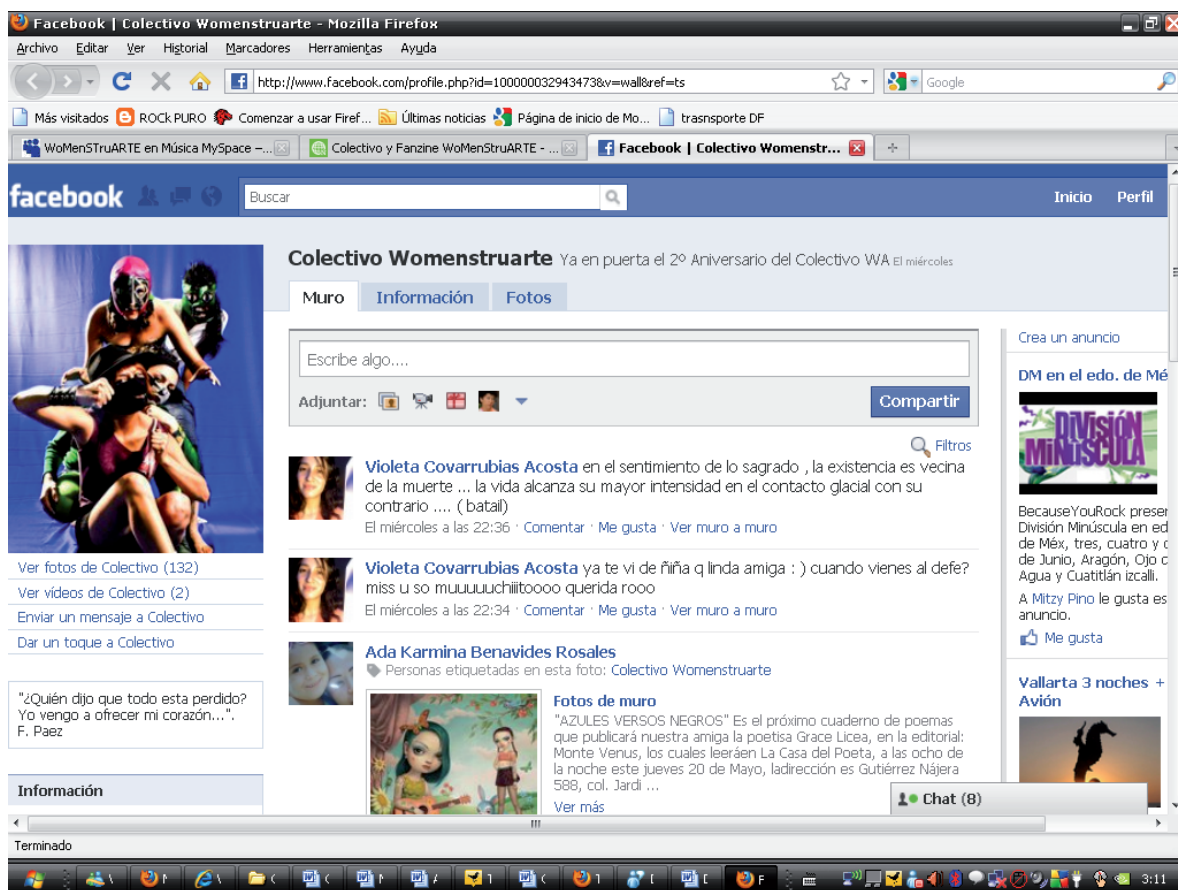 Facebook | Colectivo Womenstruarte - Mozilla Firefox
Archivo Editar Ver Historial Marcadores Herramientas Ayuda
http://www.facebook.com/profile.php?id=1000000329434738&v=wall&ref=ts
Google
Más visitados ROCk PURO Comenzar a usar Firef... Últimas noticias Página de inicio de Mo... trasnsporte DF
WoMenSTruARTE en Música MySpace –... Colectivo y Fanzine WoMenStruARTE - ... Facebook | Colectivo Womenstr...
facebook
Buscar
Inicio Perfil
Colectivo Womenstruarte Ya en puerta el 2º Aniversario del Colectivo WA El miércoles
Muro Información Fotos
Escribe algo....
Adjuntar:
Compartir
Filtros
Violeta Covarrubias Acosta en el sentimiento de lo sagrado , la existencia es vecina
de la muerte ... la vida alcanza su mayor intensidad en el contacto glacial con su
contrario .... ( batail)
El miércoles a las 22:36 · Comentar · Me gusta · Ver muro a muro
Violeta Covarrubias Acosta ya te vi de ñiña q linda amiga : ) cuando vienes al defe?
miss u so muuuuuchiiitoooo querida rooo
El miércoles a las 22:34 · Comentar · Me gusta · Ver muro a muro
Ada Karmina Benavides Rosales
Personas etiquetadas en esta foto: Colectivo Womenstruarte
Fotos de muro
"AZULES VERSOS NEGROS" Es el próximo cuaderno de poemas
que publicará nuestra amiga la poetisa Grace Licea, en la editorial:
Monte Venus, los cuales leeráen La Casa del Poeta, a las ocho de
la noche este jueves 20 de Mayo, ladirección es Gutiérrez Nájera
588, col. Jardi ...
Ver más
Ver fotos de Colectivo (132)
Ver vídeos de Colectivo (2)
Enviar un mensaje a Colectivo
Dar un toque a Colectivo
"¿Quién dijo que todo esta perdido?
Yo vengo a ofrecer mi corazón...".
F. Paez
Información
Crea un anuncio
DM en el edo. de Mé
DIVISIÓN
MINÚSCULA
BecauseYouRock preser
División Minúscula en ed
de Méx, tres, cuatro y c
de Junio, Aragón, Ojo c
Agua y Cuatitlán izcalli.
A Mitzy Pino le gusta es
anuncio.
Me gusta
Vallarta 3 noches +
Avión
Chat (8)
Terminado
3:11